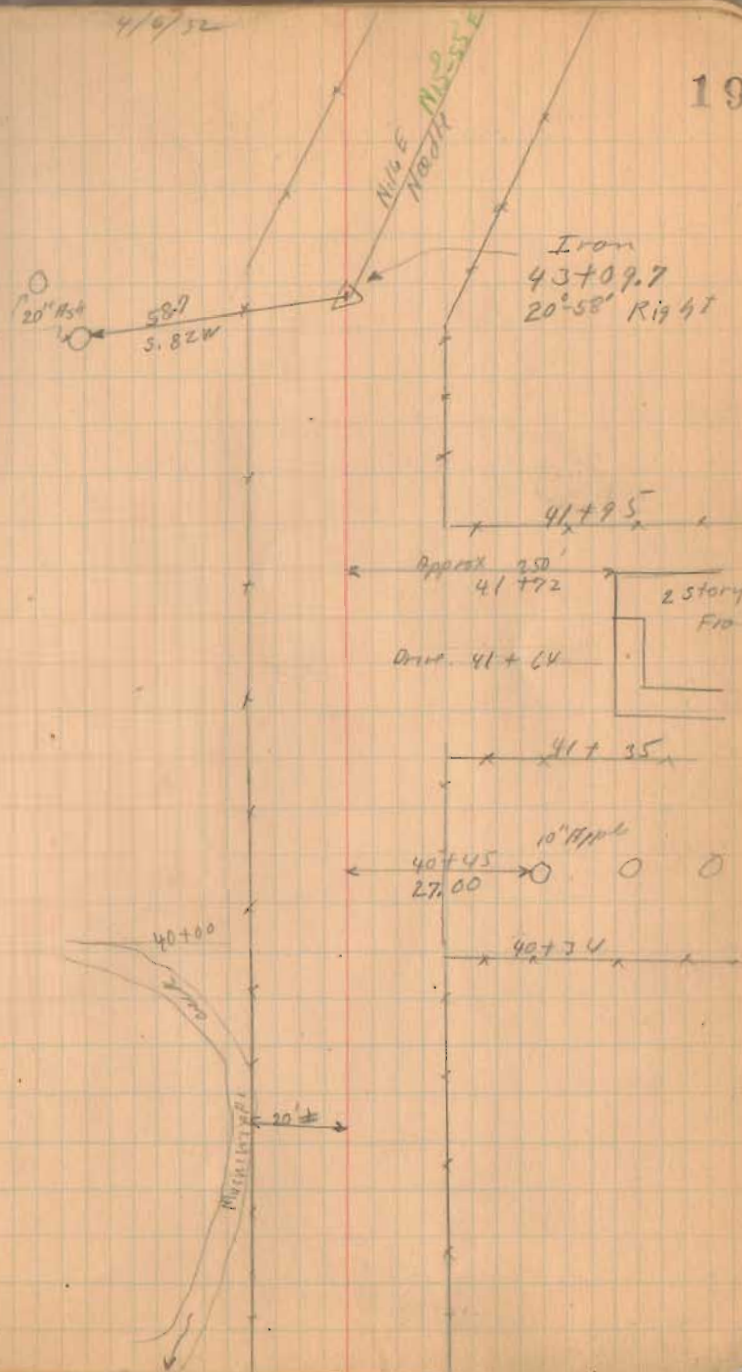 4/6/32
19
N15°-55'E
N16E
Needle
Iron
43+09.7
20°-58' Right
20" Ash
58.7
S. 82W
41+95
Approx 250'
41+72
2 Story
Fra
Drive 41+64
41+35
10" Apple
40+45
27.00
40+00
40+34
20'±